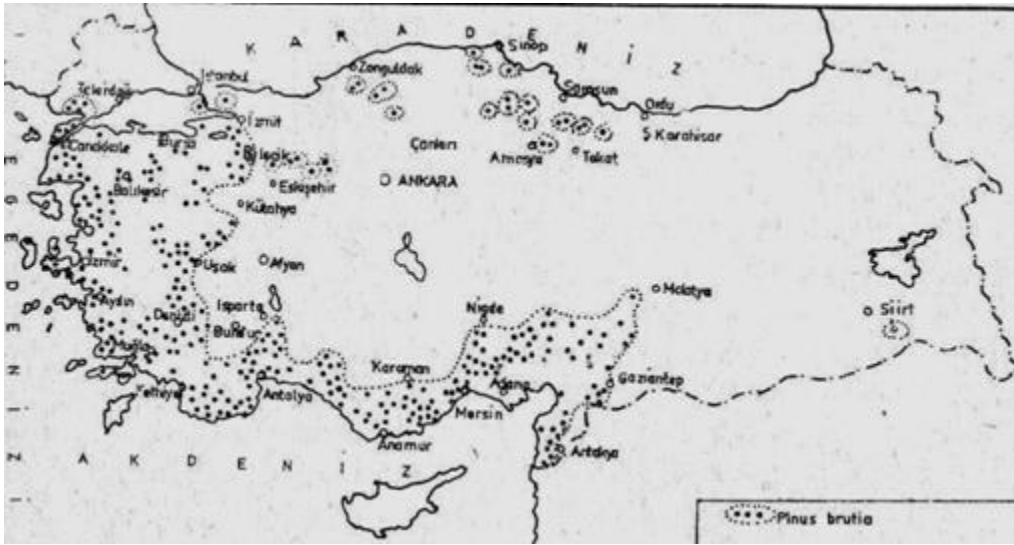 K A R A D E N İ Z
Sinop
Zonguldak
İstanbul
Tekirdağ
Samsun
Ordu
İzmit
Ş Karahisar
Çanakkale
Bursa
Bilecik
Çankırı
Amasya
Tokat
Balıkesir
Eskişehir
ANKARA
Kütahya
E G E D E N İ Z İ
İzmir
Uşak
Afyon
Aydın
Denizli
Isparta
Burdur
Niğde
Malatya
Siirt
Muğla
Karaman
Gaziantep
Fethiye
Antalya
Adana
Mersin
Anamur
Antakya
A K D E N İ Z
Pinus brutia